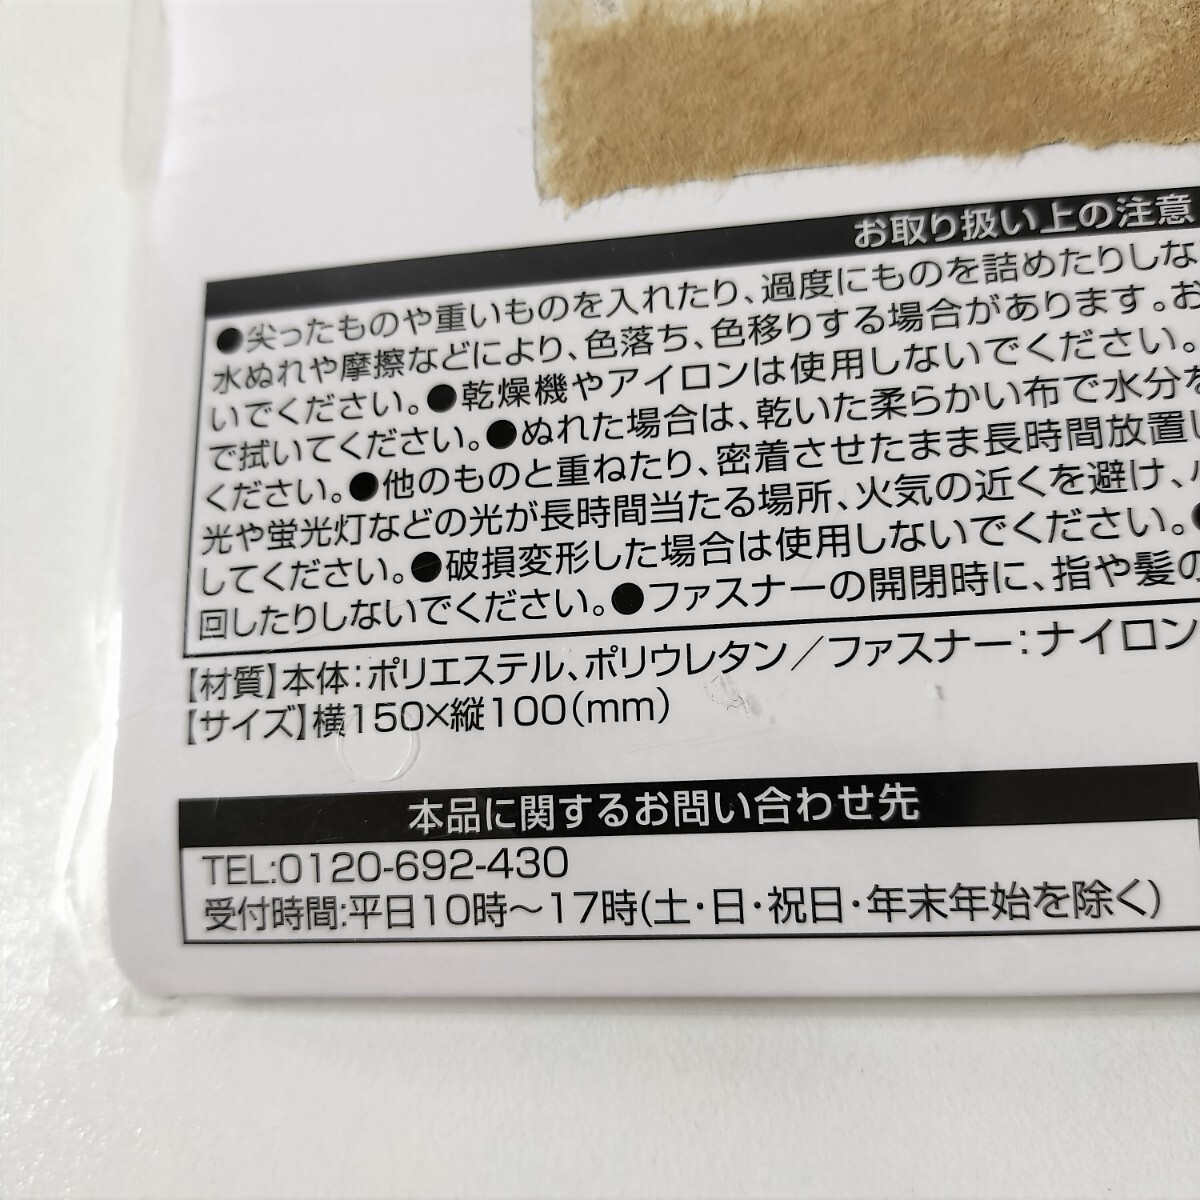 お取り扱い上の注意
●尖ったものや重いものを入れたり、過度にものを詰めたりしな
水ぬれや摩擦などにより、色落ち、色移りする場合があります。お
いでください。●乾燥機やアイロンは使用しないでください。
で拭いてください。●ぬれた場合は、乾いた柔らかい布で水分を
ください。●他のものと重ねたり、密着させたまま長時間放置し
光や蛍光灯などの光が長時間当たる場所、火気の近くを避け、
してください。●破損変形した場合は使用しないでください。●
回したりしないでください。●ファスナーの開閉時に、指や髪の
【材質】本体:ポリエステル、ポリウレタン/ファスナー:ナイロン
【サイズ】横150×縦100(mm)
本品に関するお問い合わせ先
TEL:0120-692-430
受付時間:平日10時～17時(土・日・祝日・年末年始を除く)